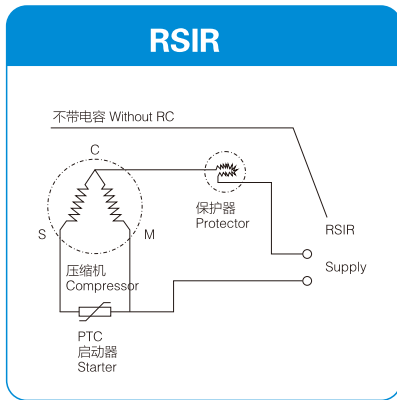 RSIR
不带电容 Without RC
C
S
M
保护器
Protector
RSIR
Supply
压缩机
Compressor
PTC
启动器
Starter